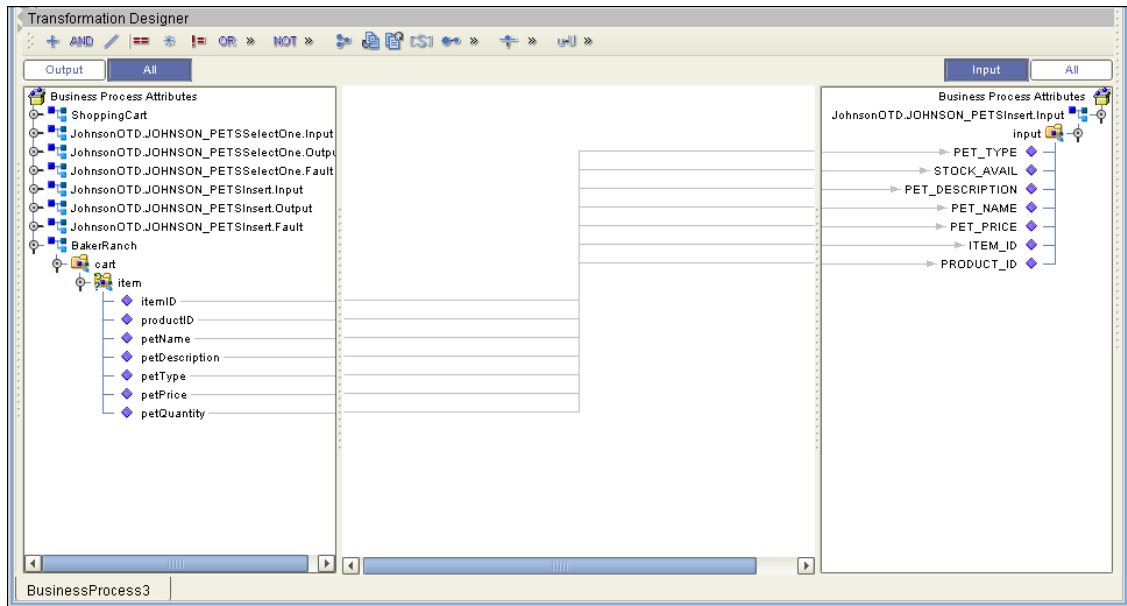 Transformation Designer
+ AND / == * != OR » NOT » {S} » » »
Output All
Input All
Business Process Attributes
ShoppingCart
JohnsonOTD.JOHNSON_PETSSelectOne.Input
JohnsonOTD.JOHNSON_PETSSelectOne.Outpu
JohnsonOTD.JOHNSON_PETSSelectOne.Fault
JohnsonOTD.JOHNSON_PETSInsert.Input
JohnsonOTD.JOHNSON_PETSInsert.Output
JohnsonOTD.JOHNSON_PETSInsert.Fault
BakerRanch
cart
item
itemID
productID
petName
petDescription
petType
petPrice
petQuantity
Business Process Attributes
JohnsonOTD.JOHNSON_PETSInsert.Input
input
PET_TYPE
STOCK_AVAIL
PET_DESCRIPTION
PET_NAME
PET_PRICE
ITEM_ID
PRODUCT_ID
BusinessProcess3